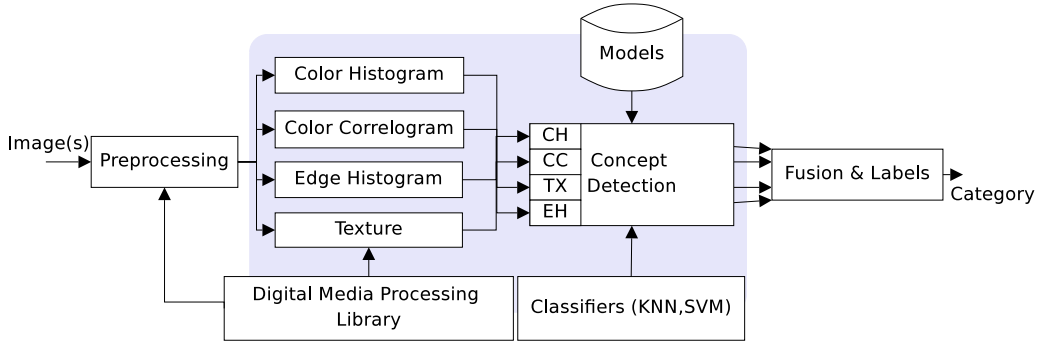 Models
Color Histogram
Color Correlogram
Image(s)
Preprocessing
Edge Histogram
Texture
CH
CC
TX
EH
Concept
Detection
Fusion & Labels
Category
Digital Media Processing
Library
Classifiers (KNN,SVM)